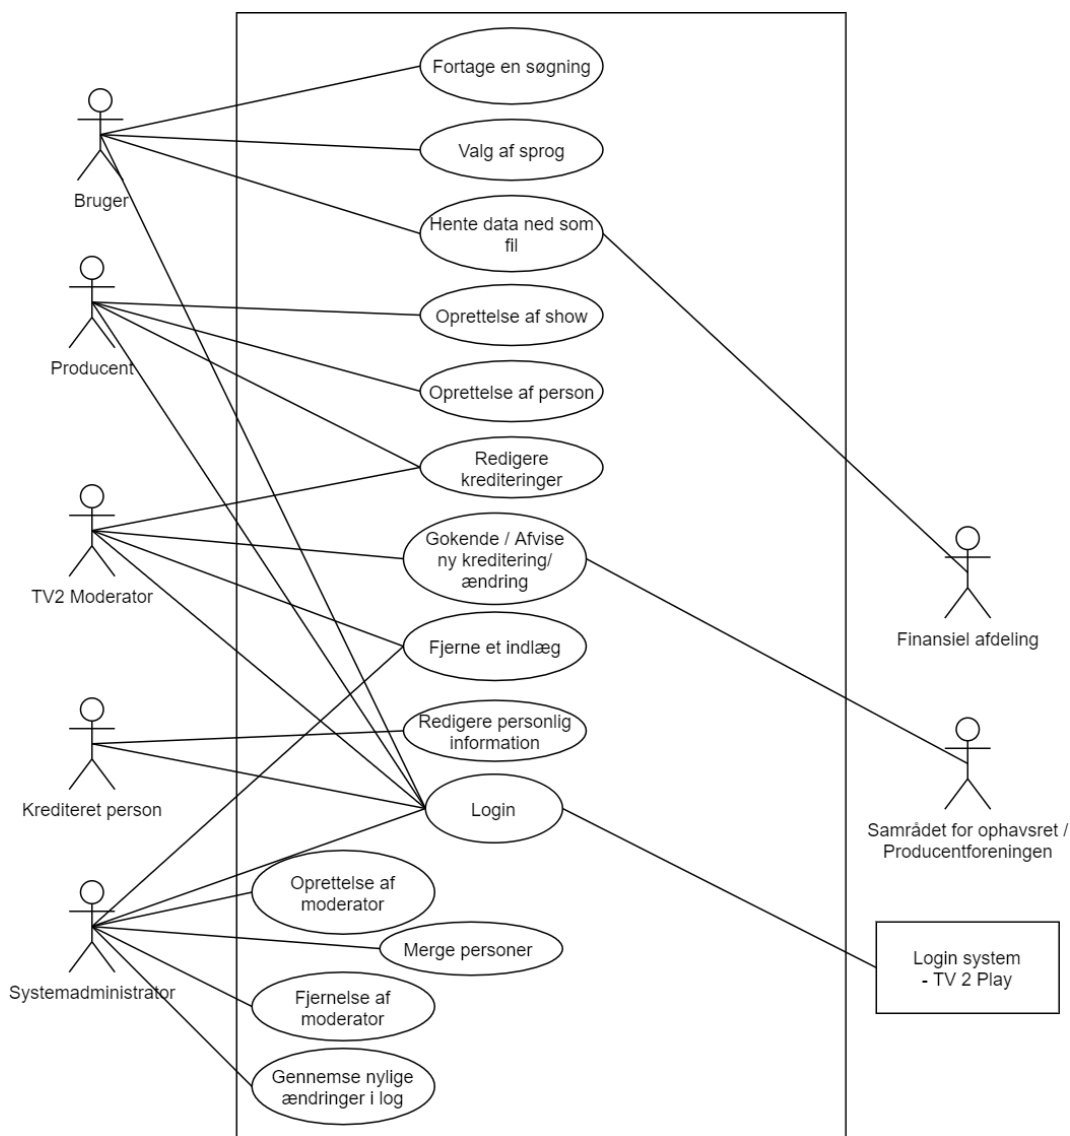 Fortage en søgning
Valg af sprog
Bruger
Hente data ned som
fil
Oprettelse af show
Producent
Oprettelse af person
Redigere
krediteringer
Gokende / Afvise
ny kreditering/
ændring
TV2 Moderator
Finansiel afdeling
Fjerne et indlæg
Redigere personlig
information
Krediteret person
Login
Samrådet for ophavsret /
Producentforeningen
Oprettelse af
moderator
Merge personer
Login system
- TV 2 Play
Systemadministrator
Fjernelse af
moderator
Gennemse nylige
ændringer i log